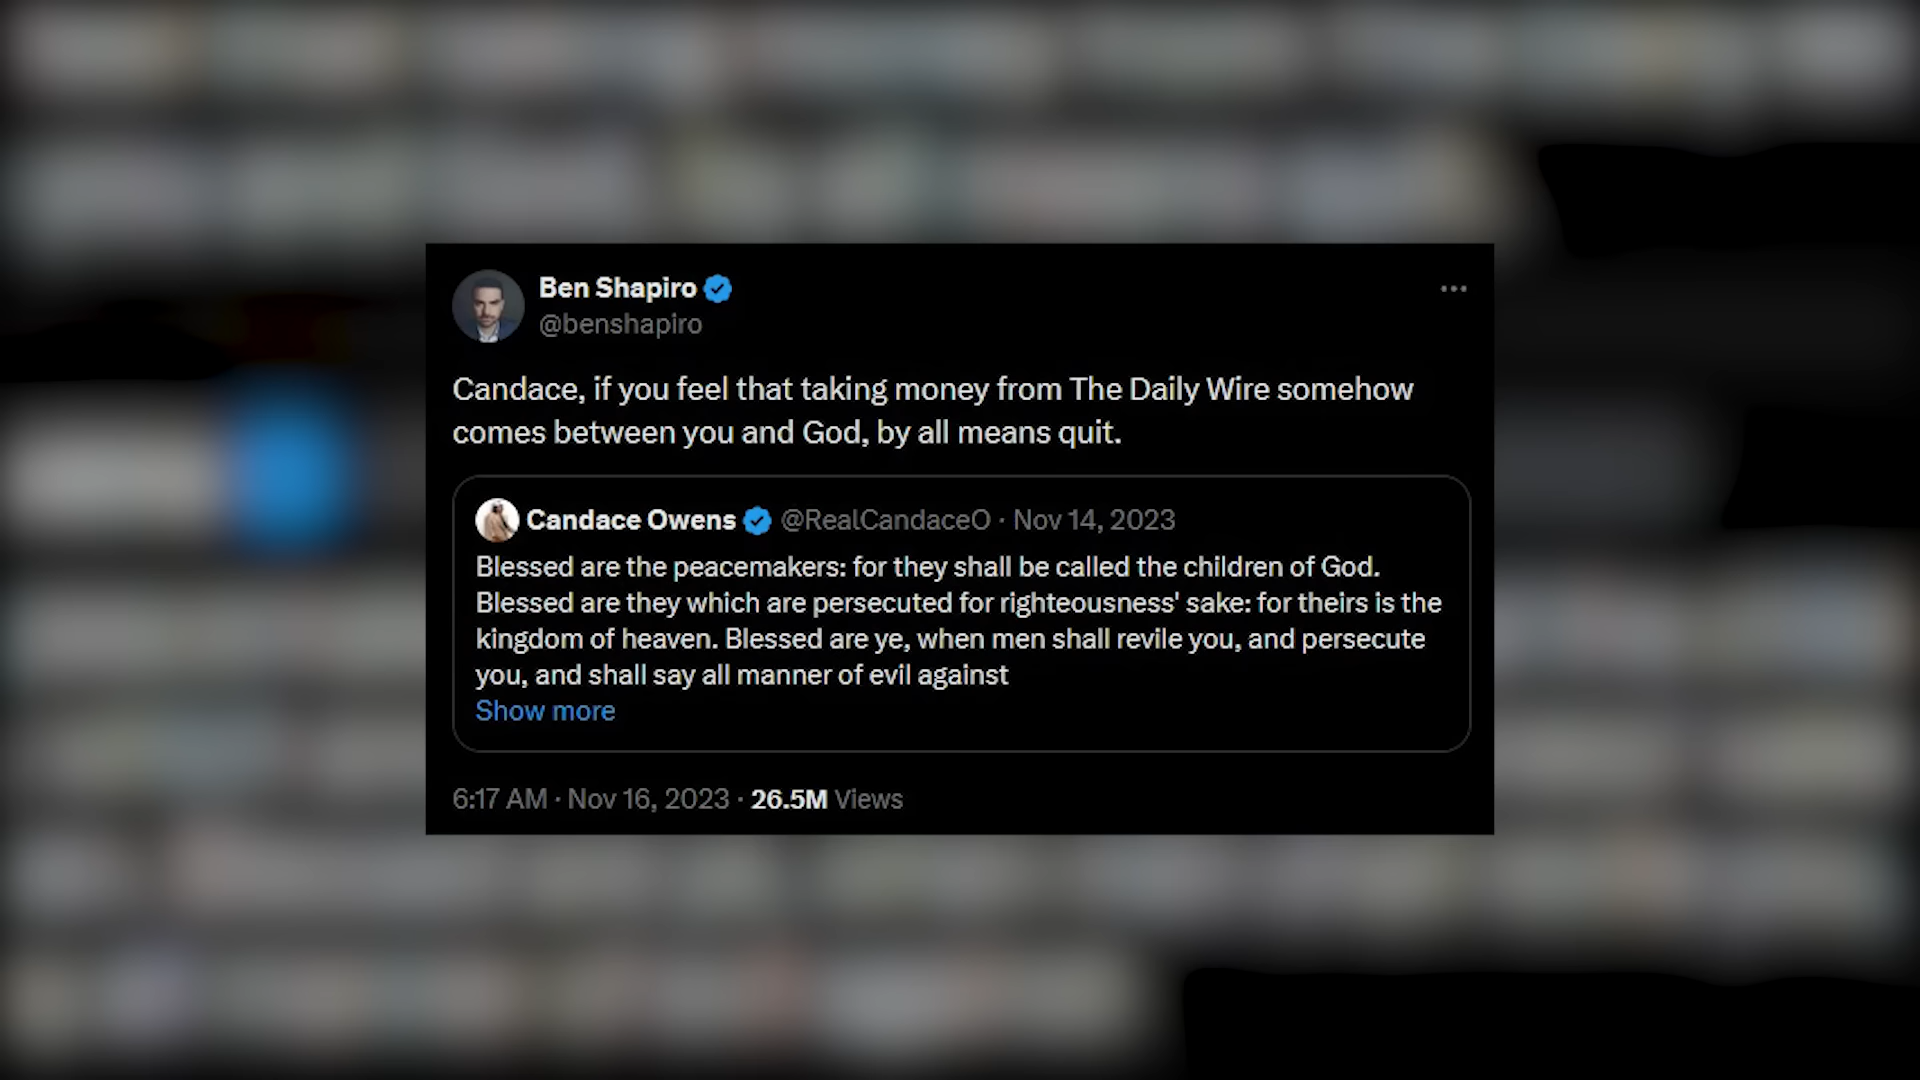 Ben Shapiro
@benshapiro
Candace, if you feel that taking money from The Daily Wire somehow
comes between you and God, by all means quit.
Candace Owens @RealCandaceO · Nov 14, 2023
Blessed are the peacemakers: for they shall be called the children of God.
Blessed are they which are persecuted for righteousness' sake: for theirs is the
kingdom of heaven. Blessed are ye, when men shall revile you, and persecute
you, and shall say all manner of evil against
Show more
6:17 AM · Nov 16, 2023 · 26.5M Views